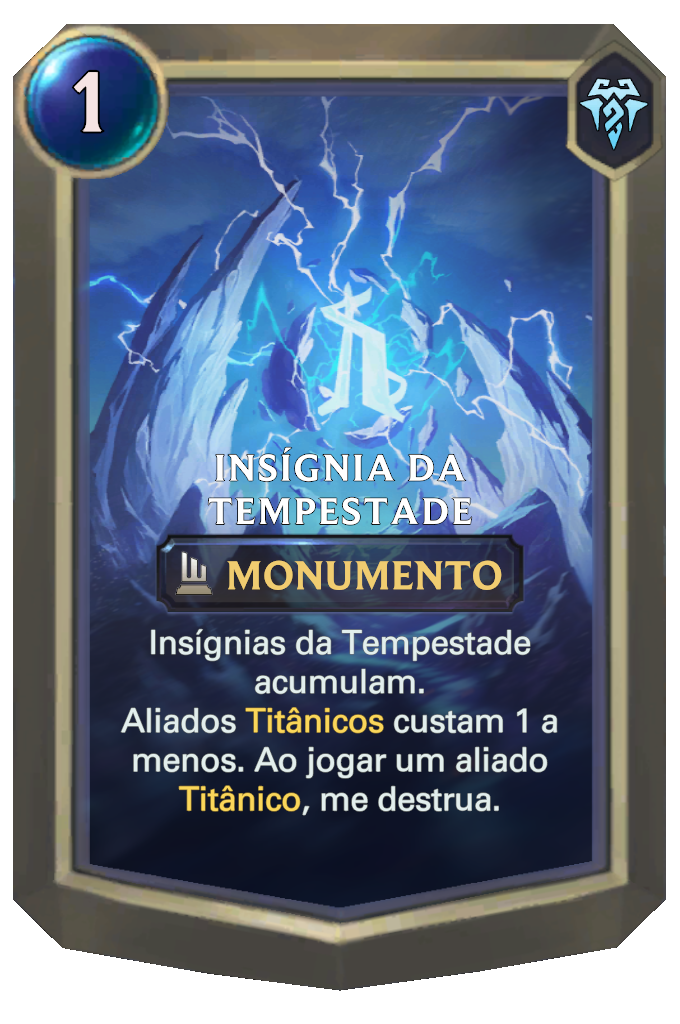 1
INSÍGNIA DA
TEMPESTADE
MONUMENTO
Insígnias da Tempestade
acumulam.
Aliados Titânicos custam 1 a
menos. Ao jogar um aliado
Titânico, me destrua.